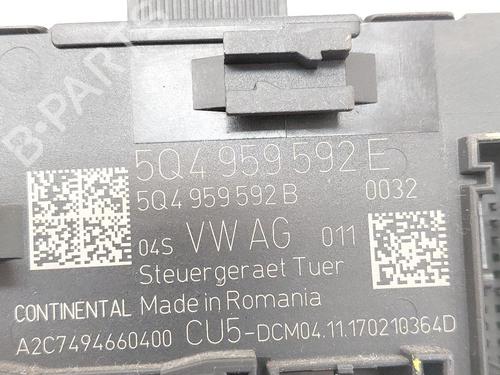 B-PARTS
5Q4 959 592 E
5Q4 959 592 B 0032
04S VW AG 011
Steuergeraet Tuer
CONTINENTAL Made in Romania
A2C7494660400 CU5-DCM04.11.170210364D